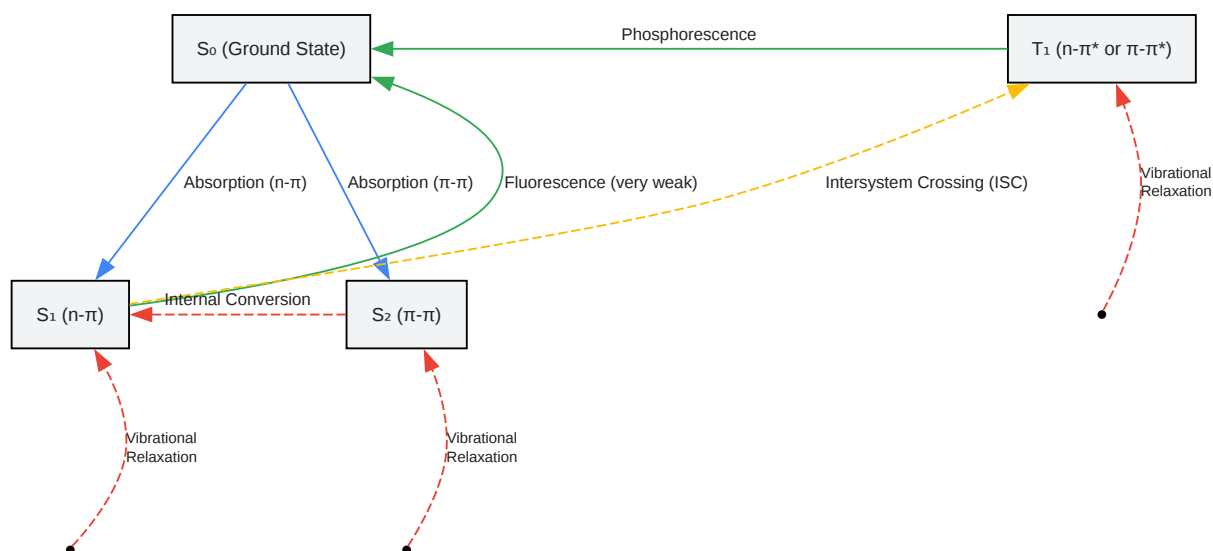 Phosphorescence
S₀ (Ground State)
T₁ (n-π* or π-π*)
Absorption (n-π)
Absorption (π-π)
Fluorescence (very weak)
Intersystem Crossing (ISC)
Vibrational
Relaxation
Internal Conversion
S₁ (n-π)
S₂ (π-π)
Vibrational
Relaxation
Vibrational
Relaxation